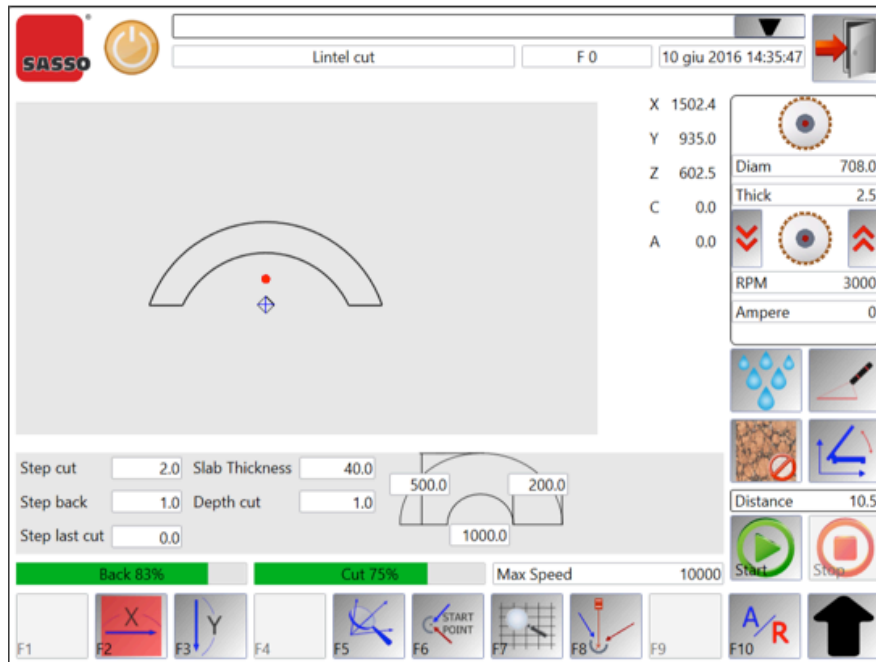 SASSO
®
Lintel cut
F 0
10 giu 2016 14:35:47
X 1502.4
Y 935.0
Z 602.5
C 0.0
A 0.0
Diam 708.0
Thick 2.5
RPM 3000
Ampere 0
Distance 10.5
Start
Stop
Step cut 2.0 Slab Thickness 40.0
Step back 1.0 Depth cut 1.0
Step last cut 0.0
500.0
200.0
1000.0
Back 83%
Cut 75%
Max Speed 10000
F1
X
F2
Y
F3
F4
F5
START
POINT
F6
F7
F8
F9
A/R
F10